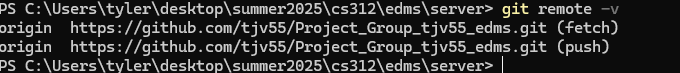 PS C:\Users\tyler\desktop\summer2025\cs312\edms\server> git remote -v
origin  https://github.com/tjv55/Project_Group_tjv55_edms.git (fetch)
origin  https://github.com/tjv55/Project_Group_tjv55_edms.git (push)
PS C:\Users\tyler\desktop\summer2025\cs312\edms\server>